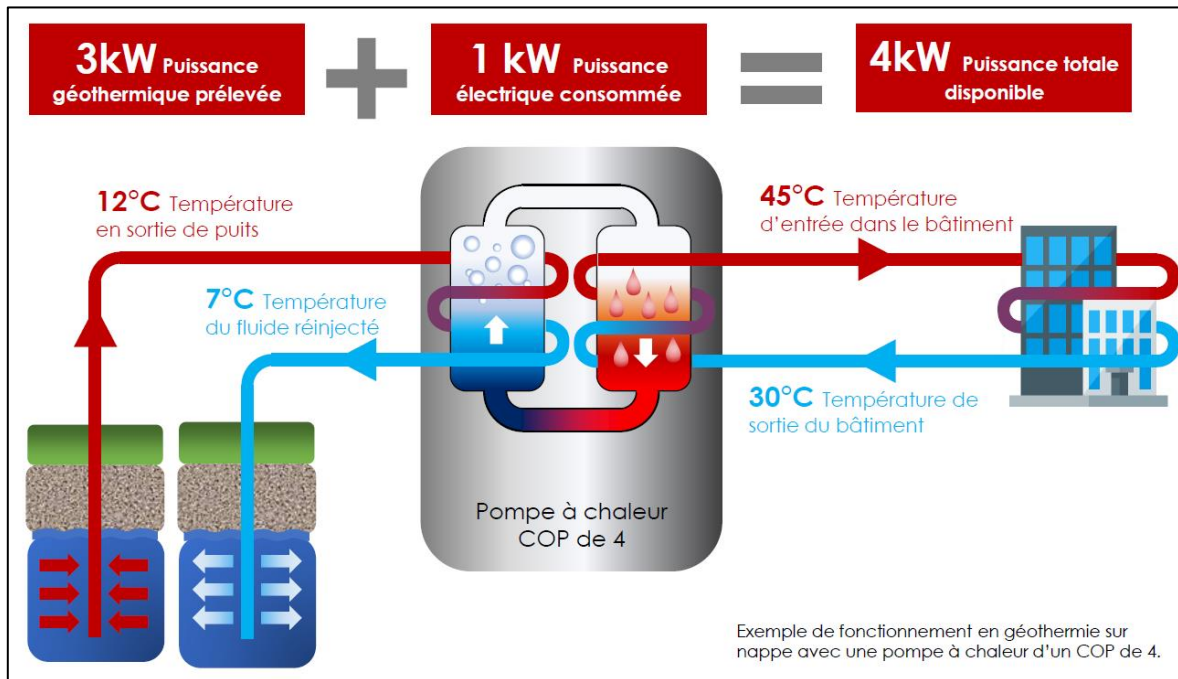 3kW Puissance
géothermique prélevée
1 kW Puissance
électrique consommée
4kW Puissance totale
disponible
12°C Température
en sortie de puits
7°C Température
du fluide réinjecté
45°C Température
d'entrée dans le bâtiment
30°C Température de
sortie du bâtiment
Pompe à chaleur
COP de 4
Exemple de fonctionnement en géothermie sur
nappe avec une pompe à chaleur d'un COP de 4.